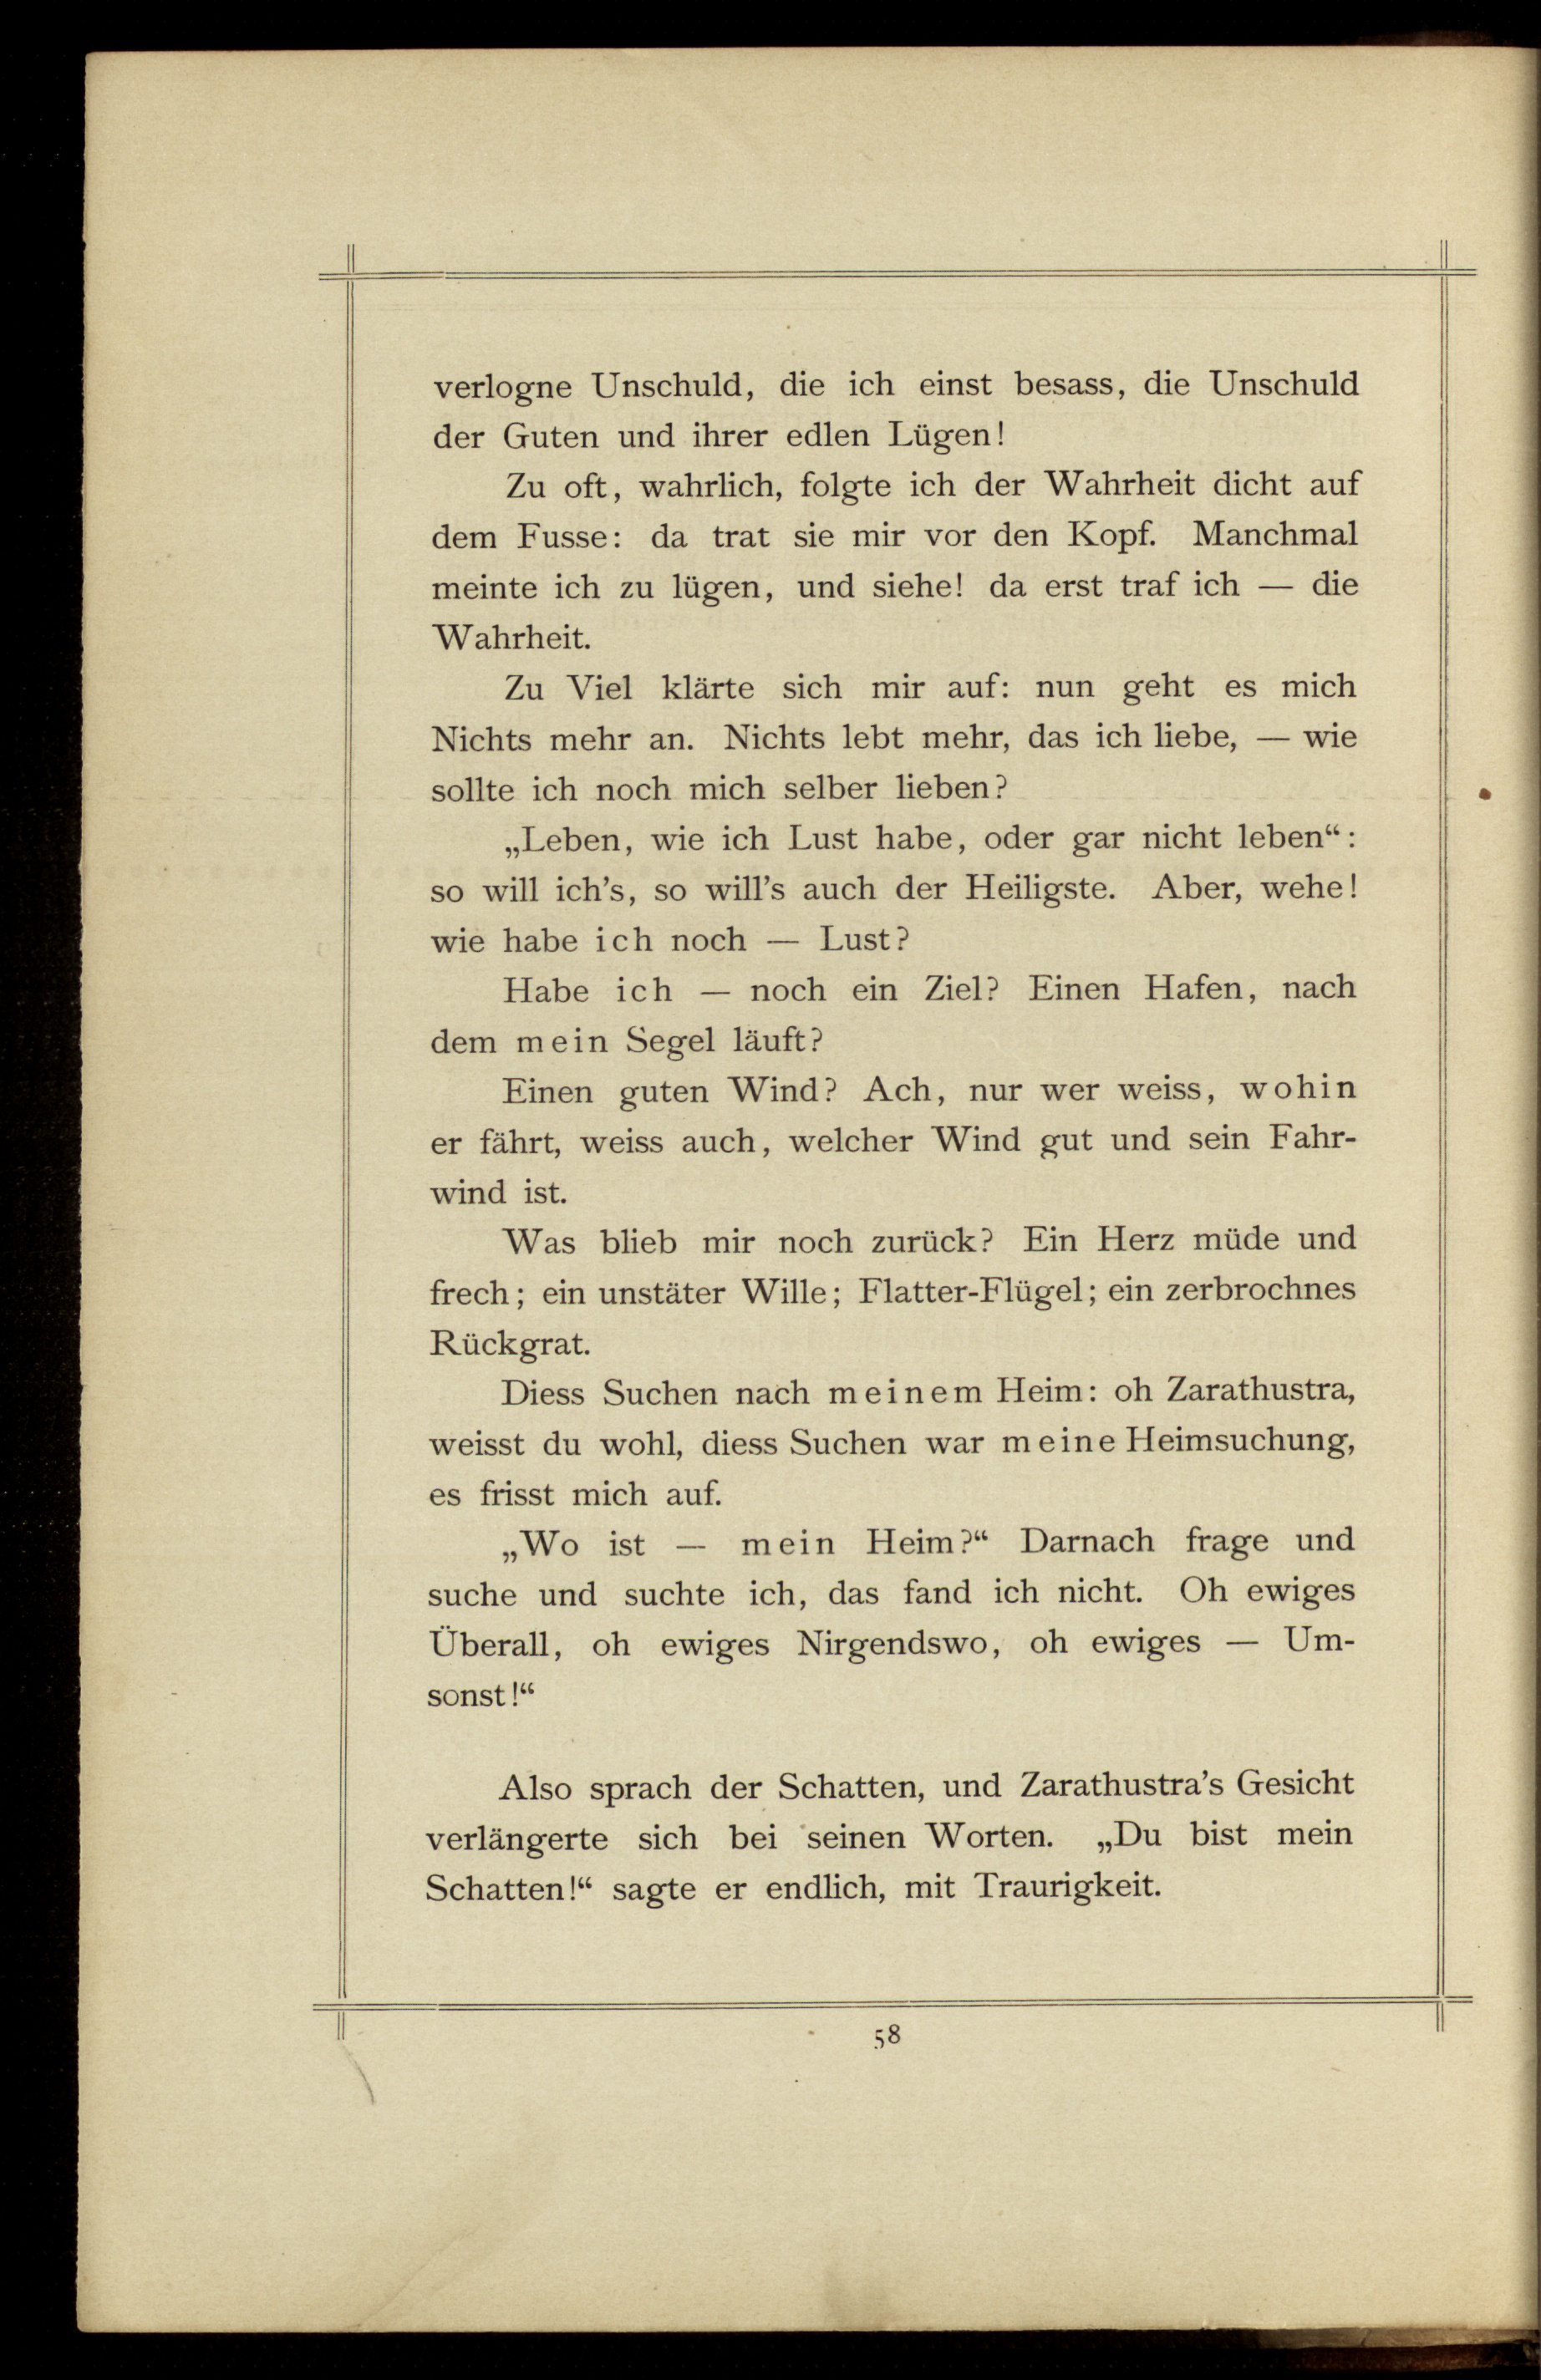 verlogne Unschuld, die ich einst besass, die Unschuld
der Guten und ihrer edlen Lügen!
Zu oft, wahrlich, folgte ich der Wahrheit dicht auf
dem Fusse: da trat sie mir vor den Kopf. Manchmal
meinte ich zu lügen, und siehe! da erst traf ich — die
Wahrheit.
Zu Viel klärte sich mir auf: nun geht es mich
Nichts mehr an. Nichts lebt mehr, das ich liebe, — wie
sollte ich noch mich selber lieben?
„Leben, wie ich Lust habe, oder gar nicht leben“:
so will ich’s, so will’s auch der Heiligste. Aber, wehe!
wie habe ich noch — Lust?
Habe ich — noch ein Ziel? Einen Hafen, nach
dem mein Segel läuft?
Einen guten Wind? Ach, nur wer weiss, wohin
er fährt, weiss auch, welcher Wind gut und sein Fahr-
wind ist.
Was blieb mir noch zurück? Ein Herz müde und
frech; ein unstäter Wille; Flatter-Flügel; ein zerbrochnes
Rückgrat.
Diess Suchen nach meinem Heim: oh Zarathustra,
weisst du wohl, diess Suchen war meine Heimsuchung,
es frisst mich auf.
„Wo ist — mein Heim?“ Darnach frage und
suche und suchte ich, das fand ich nicht. Oh ewiges
Überall, oh ewiges Nirgendswo, oh ewiges — Um-
sonst!“
Also sprach der Schatten, und Zarathustra’s Gesicht
verlängerte sich bei seinen Worten. „Du bist mein
Schatten!“ sagte er endlich, mit Traurigkeit.
58